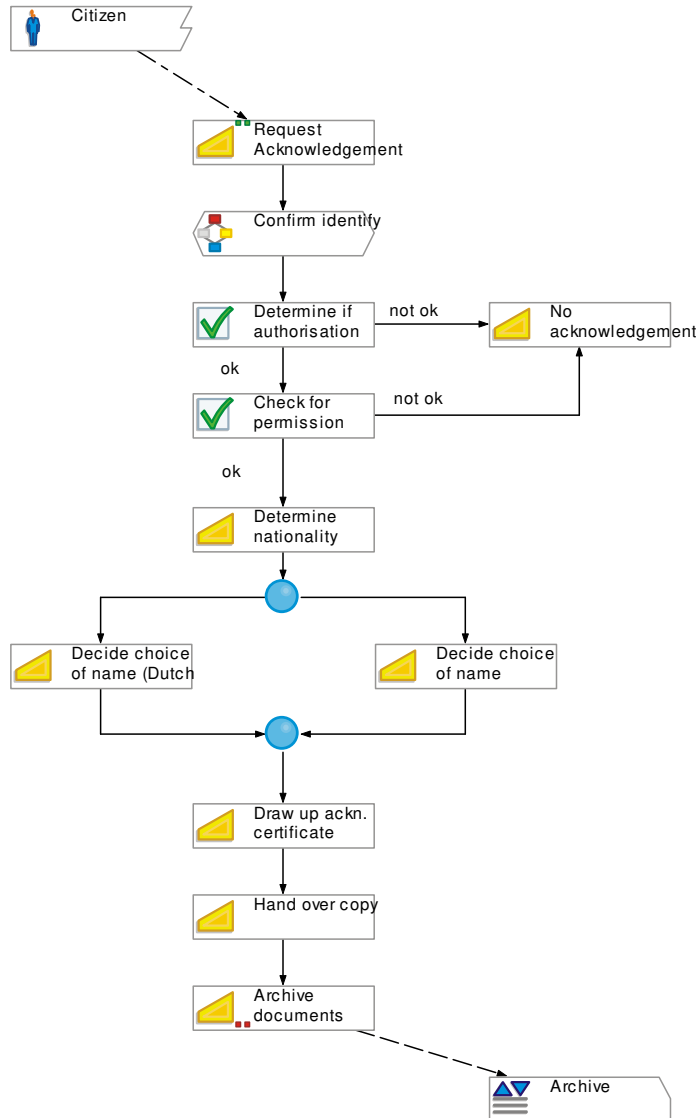 Citizen
Request
Acknowledgement
Confirm identify
Determine if
authorisation
not ok
No
acknowledgement
ok
Check for
permission
not ok
ok
Determine
nationality
Decide choice
of name (Dutch
Decide choice
of name
Draw up ackn.
certificate
Hand over copy
Archive
documents
Archive